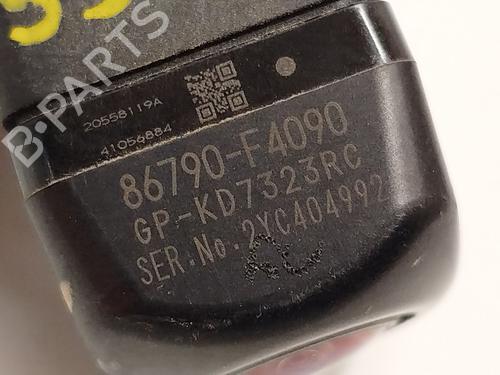 B-PARTS
20558119A
41056884
86790-F4090
GP-KD7323RC
SER.No.2YC404992